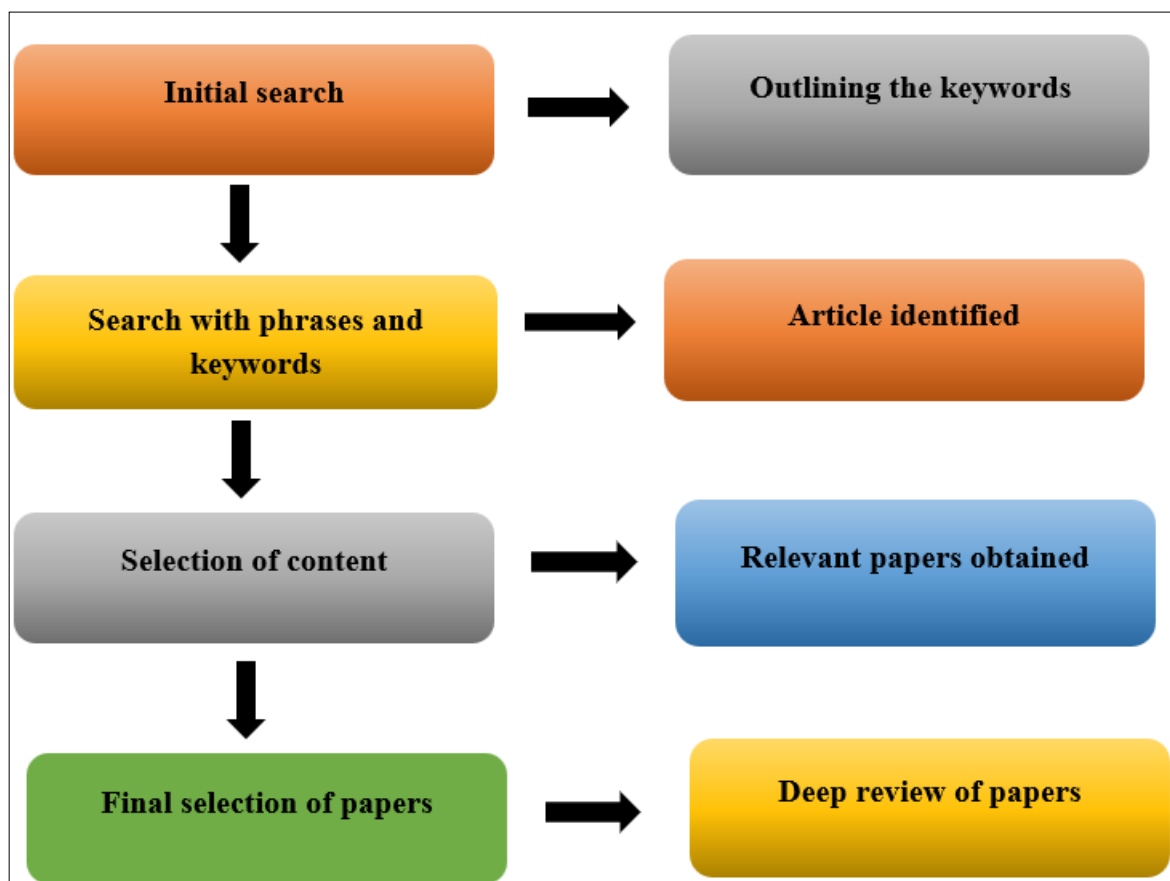 Initial search
Outlining the keywords
Search with phrases and
keywords
Article identified
Selection of content
Relevant papers obtained
Final selection of papers
Deep review of papers